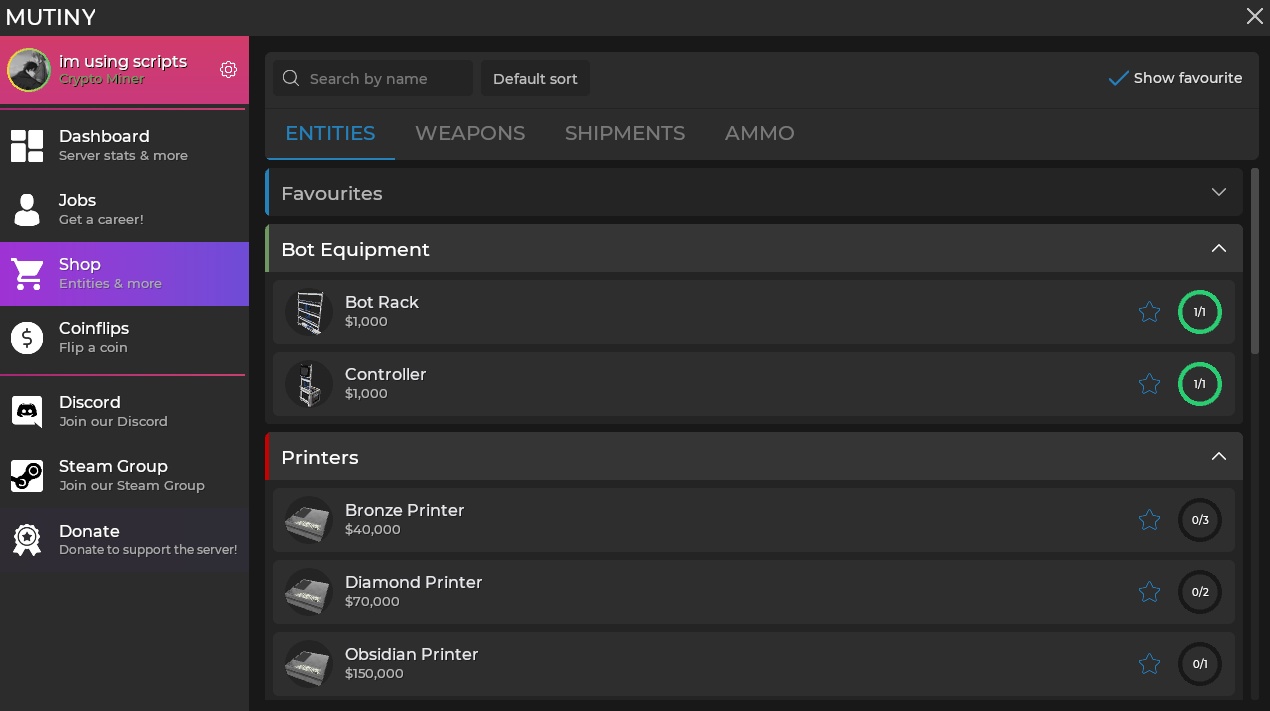 MUTINY
im using scripts
Crypto Miner
Dashboard
Server stats & more
Jobs
Get a career!
Shop
Entities & more
Coinflips
Flip a coin
Discord
Join our Discord
Steam Group
Join our Steam Group
Donate
Donate to support the server!
Search by name
Default sort
Show favourite
ENTITIES
WEAPONS
SHIPMENTS
AMMO
Favourites
Bot Equipment
Bot Rack
$1,000
1/1
Controller
$1,000
1/1
Printers
Bronze Printer
$40,000
0/3
Diamond Printer
$70,000
0/2
Obsidian Printer
$150,000
0/1